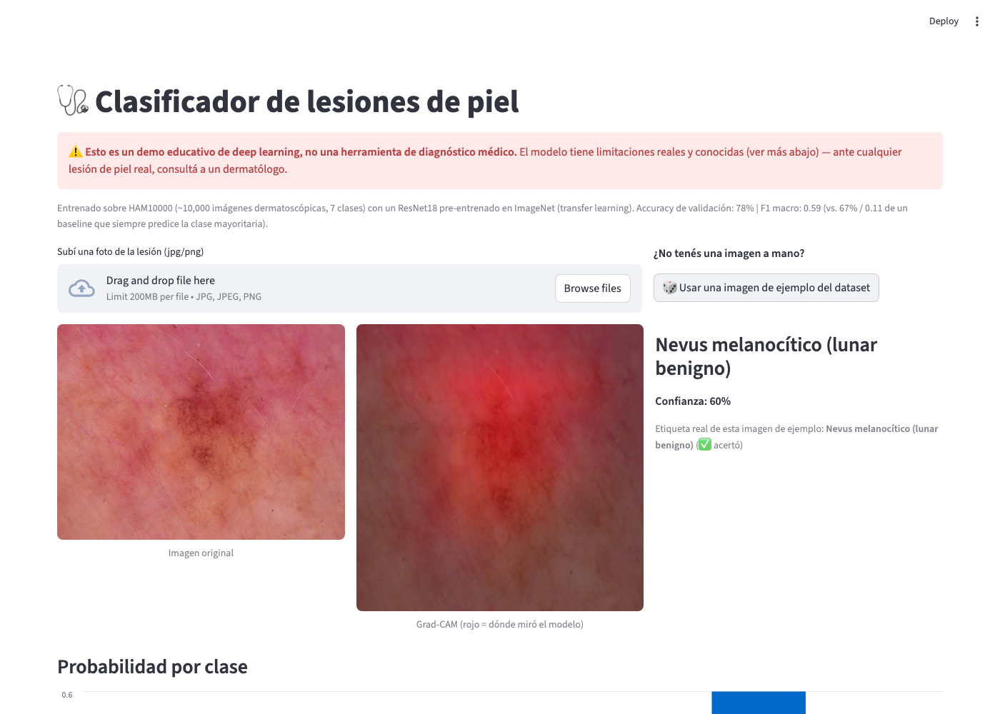 Deploy
Clasificador de lesiones de piel
Esto es un demo educativo de deep learning, no una herramienta de diagnóstico médico. El modelo tiene limitaciones reales y conocidas (ver más abajo) — ante cualquier
lesión de piel real, consultá a un dermatólogo.
Entrenado sobre HAM10000 (~10,000 imágenes dermatoscópicas, 7 clases) con un ResNet18 pre-entrenado en ImageNet (transfer learning). Accuracy de validación: 78% | F1 macro: 0.59 (vs. 67% / 0.11 de un
baseline que siempre predice la clase mayoritaria).
Subí una foto de la lesión (jpg/png)
Drag and drop file here
Limit 200MB per file • JPG, JPEG, PNG
Browse files
¿No tenés una imagen a mano?
Usar una imagen de ejemplo del dataset
Imagen original
Grad-CAM (rojo = dónde miró el modelo)
Nevus melanocítico (lunar
benigno)
Confianza: 60%
Etiqueta real de esta imagen de ejemplo: Nevus melanocítico (lunar
benigno) (✅ acertó)
Probabilidad por clase
0.6